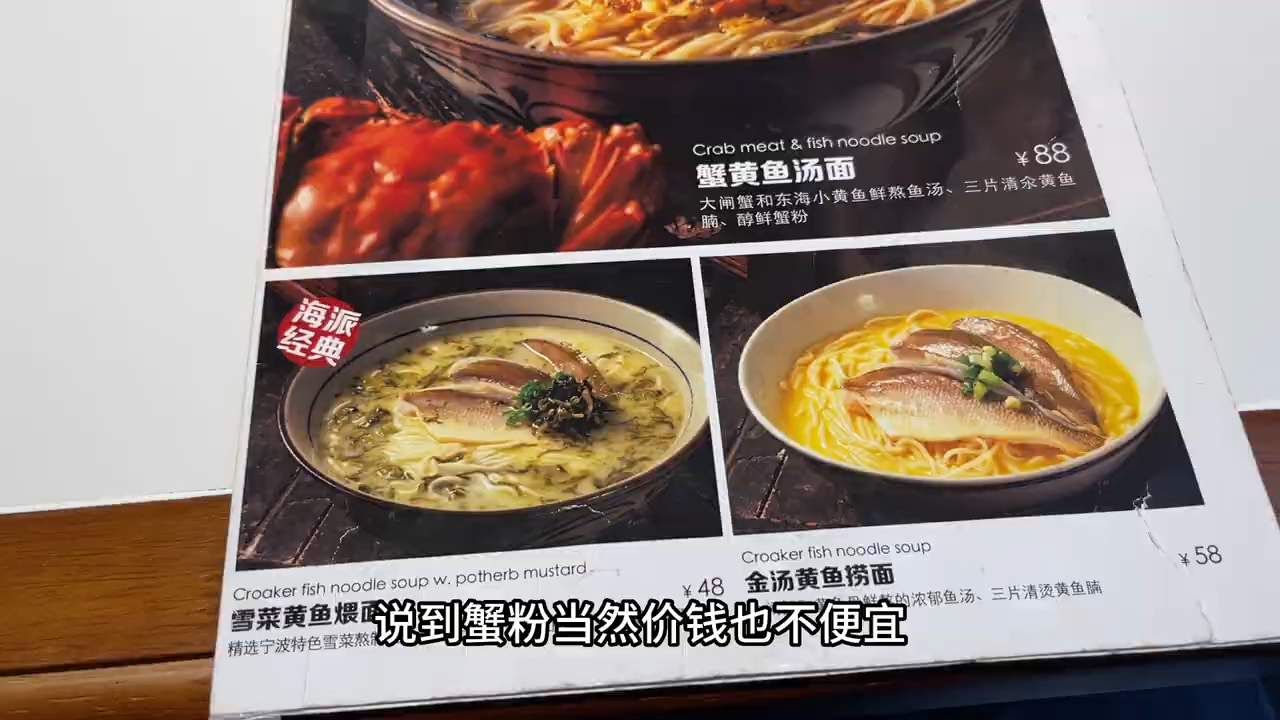 Crab meat & fish noodle soup
蟹黄鱼汤面
¥88
大闸蟹和东海小黄鱼鲜熬鱼汤、三片清汆黄鱼
腩、醇鲜蟹粉
海派
经典
Croaker fish noodle soup w. potherb mustard
¥48
雪菜黄鱼煨面
精选宁波特色雪菜熬
Croaker fish noodle soup
¥58
金汤黄鱼捞面
的浓郁鱼汤、三片清烫黄鱼腩
说到蟹粉当然价钱也不便宜